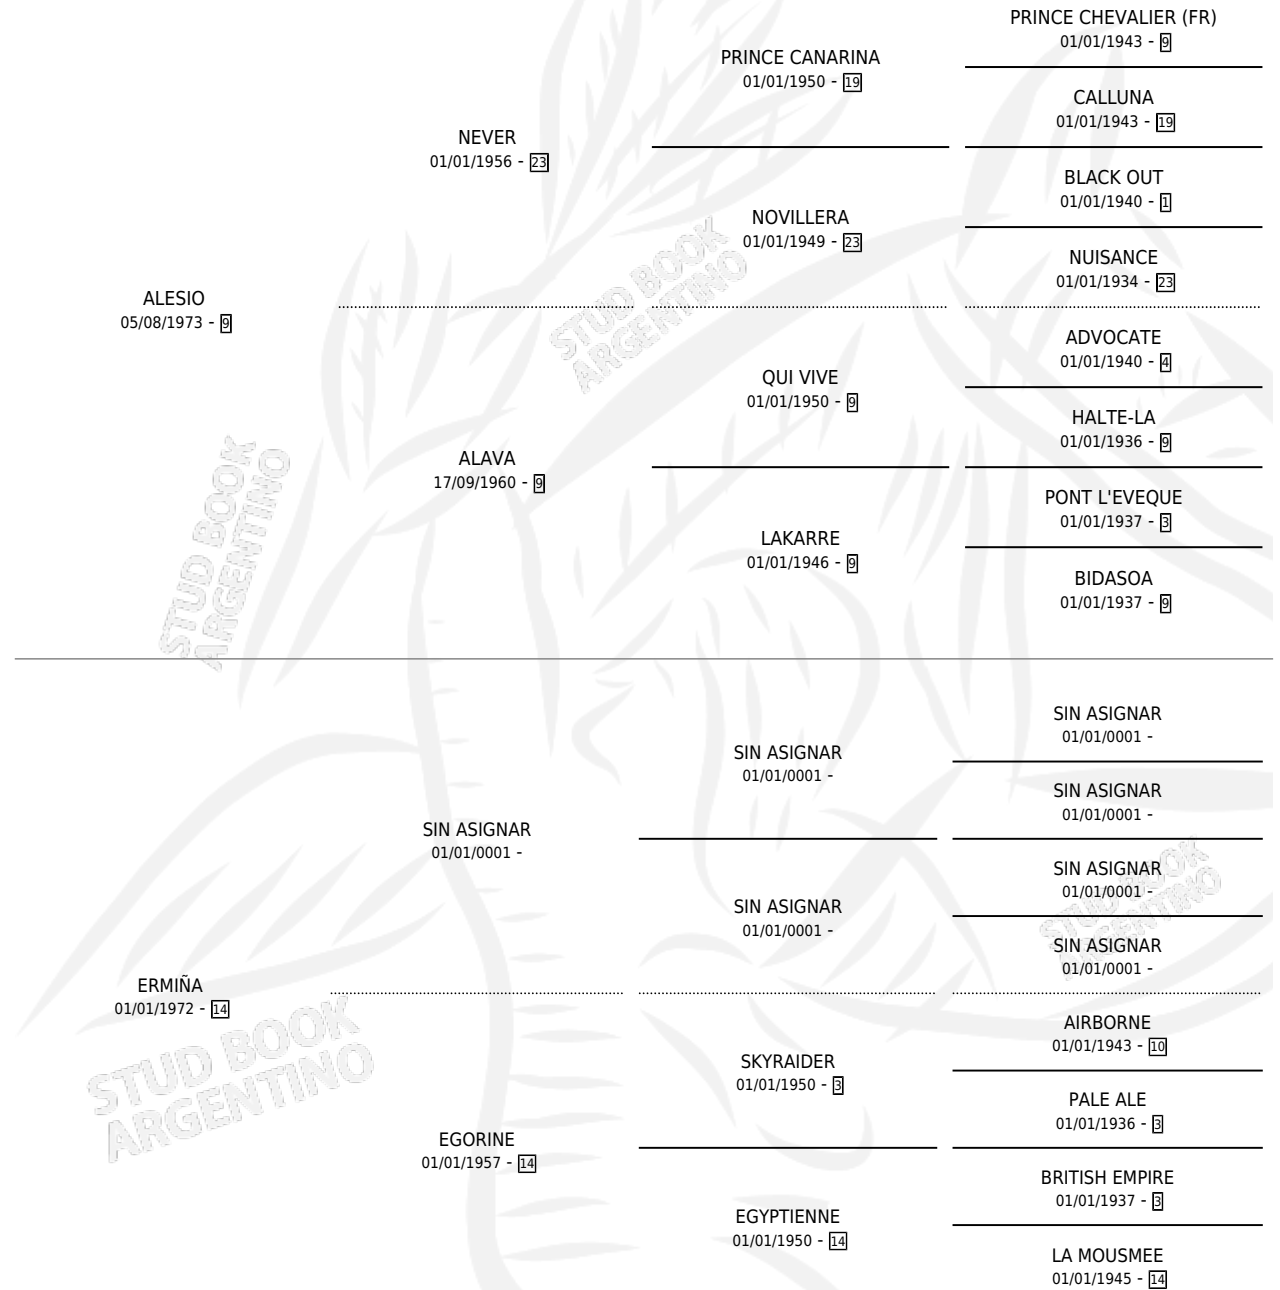 PRINCE CHEVALIER (FR)
01/01/1943 - 9
PRINCE CANARINA
01/01/1950 - 19
CALLUNA
01/01/1943 - 19
NEVER
01/01/1956 - 23
BLACK OUT
01/01/1940 - 1
NOVILLERA
01/01/1949 - 23
NUISANCE
01/01/1934 - 23
ALESIO
05/08/1973 - 9
ADVOCATE
01/01/1940 - 4
QUI VIVE
01/01/1950 - 9
HALTE-LA
01/01/1936 - 9
ALAVA
17/09/1960 - 9
PONT L'EVEQUE
01/01/1937 - 3
LAKARRE
01/01/1946 - 9
BIDASOA
01/01/1937 - 9
STUD BOOK
ARGENTINO
STUD BOOK
ARGENTINO
SIN ASIGNAR
01/01/0001 -
SIN ASIGNAR
01/01/0001 -
SIN ASIGNAR
01/01/0001 -
SIN ASIGNAR
01/01/0001 -
SIN ASIGNAR
01/01/0001 -
SIN ASIGNAR
01/01/0001 -
SIN ASIGNAR
01/01/0001 -
ERMIÑA
01/01/1972 - 14
AIRBORNE
01/01/1943 - 10
SKYRAIDER
01/01/1950 - 3
PALE ALE
01/01/1936 - 3
EGORINE
01/01/1957 - 14
BRITISH EMPIRE
01/01/1937 - 3
EGYPTIENNE
01/01/1950 - 14
LA MOUSMEE
01/01/1945 - 14
STUD BOOK
ARGENTINO
STUD BOOK
ARGENTINO